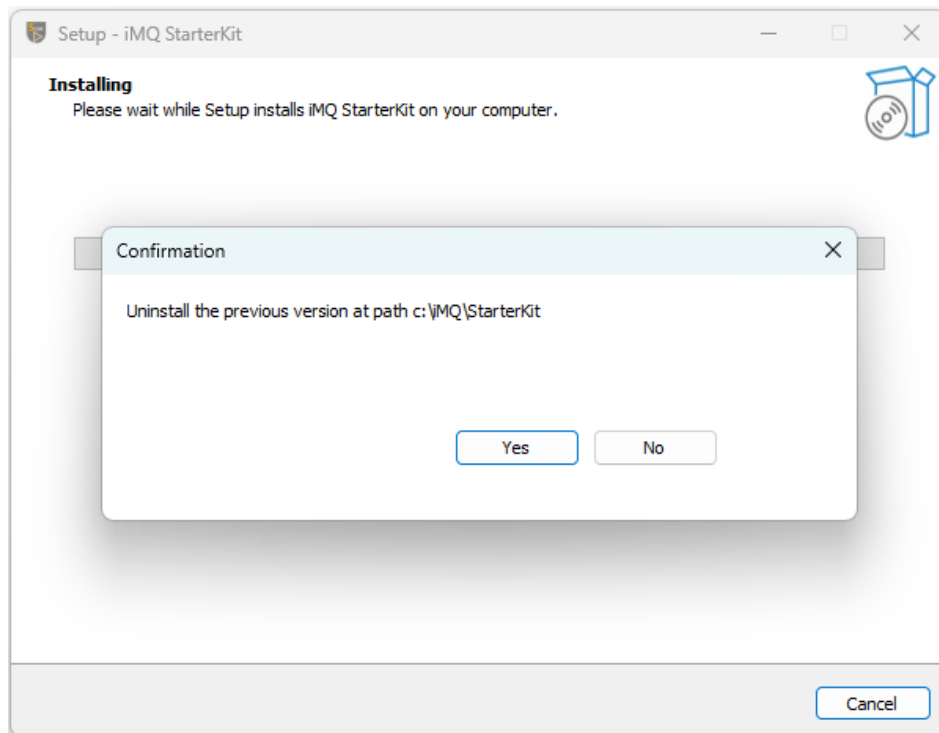 Setup - iMQ StarterKit
Installing
Please wait while Setup installs iMQ StarterKit on your computer.
Confirmation
Uninstall the previous version at path c:\iMQ\StarterKit
Yes
No
Cancel